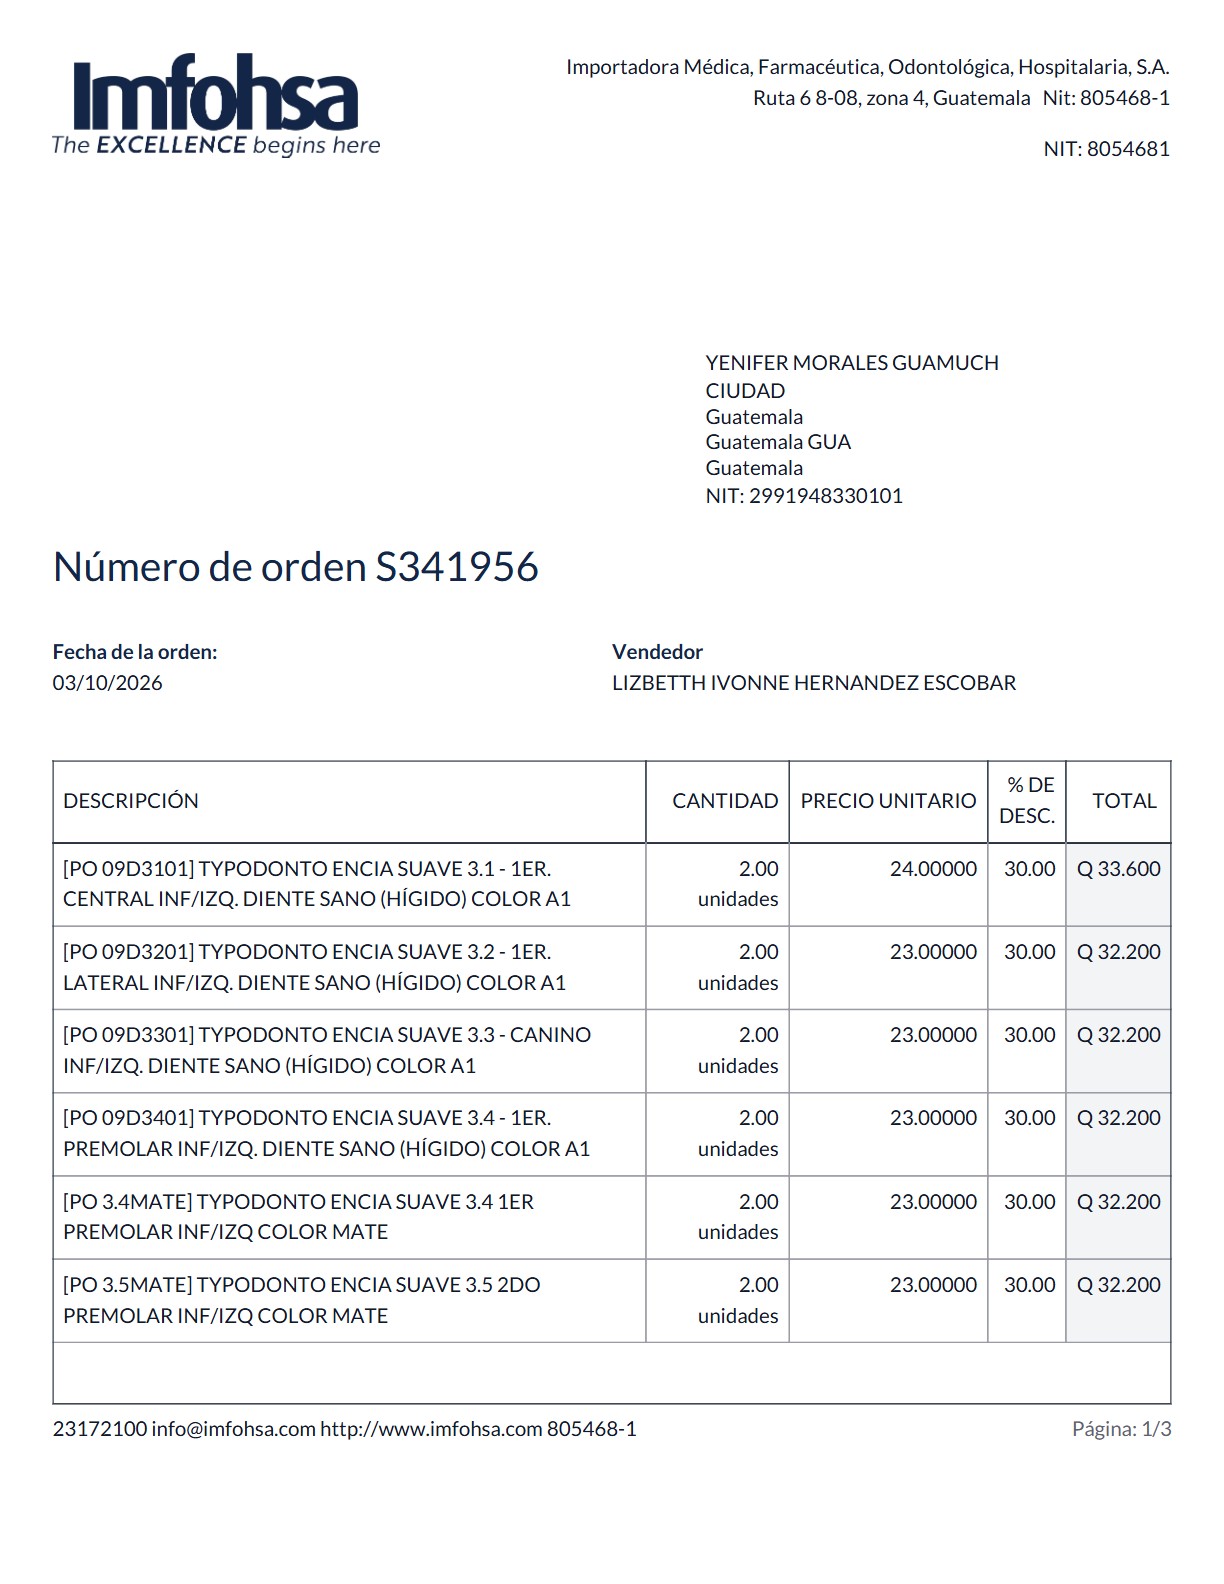 Imfohsa
The EXCELLENCE begins here
Importadora Médica, Farmacéutica, Odontológica, Hospitalaria, S.A.
Ruta 6 8-08, zona 4, Guatemala Nit: 805468-1
NIT: 8054681
YENIFER MORALES GUAMUCH
CIUDAD
Guatemala
Guatemala GUA
Guatemala
NIT: 2991948330101
Número de orden S341956
Fecha de la orden:
03/10/2026
Vendedor
LIZBETTH IVONNE HERNANDEZ ESCOBAR
DESCRIPCIÓN CANTIDAD PRECIO UNITARIO % DE DESC. TOTAL
[PO 09D3101] TYPODONTO ENCIA SUAVE 3.1 - 1ER. 2.00 24.00000 30.00 Q 33.600
CENTRAL INF/IZQ. DIENTE SANO (HÍGIDO) COLOR A1 unidades
[PO 09D3201] TYPODONTO ENCIA SUAVE 3.2 - 1ER. 2.00 23.00000 30.00 Q 32.200
LATERAL INF/IZQ. DIENTE SANO (HÍGIDO) COLOR A1 unidades
[PO 09D3301] TYPODONTO ENCIA SUAVE 3.3 - CANINO 2.00 23.00000 30.00 Q 32.200
INF/IZQ. DIENTE SANO (HÍGIDO) COLOR A1 unidades
[PO 09D3401] TYPODONTO ENCIA SUAVE 3.4 - 1ER. 2.00 23.00000 30.00 Q 32.200
PREMOLAR INF/IZQ. DIENTE SANO (HÍGIDO) COLOR A1 unidades
[PO 3.4MATE] TYPODONTO ENCIA SUAVE 3.4 1ER 2.00 23.00000 30.00 Q 32.200
PREMOLAR INF/IZQ COLOR MATE unidades
[PO 3.5MATE] TYPODONTO ENCIA SUAVE 3.5 2DO 2.00 23.00000 30.00 Q 32.200
PREMOLAR INF/IZQ COLOR MATE unidades
23172100 info@imfohsa.com http://www.imfohsa.com 805468-1 Página: 1/3